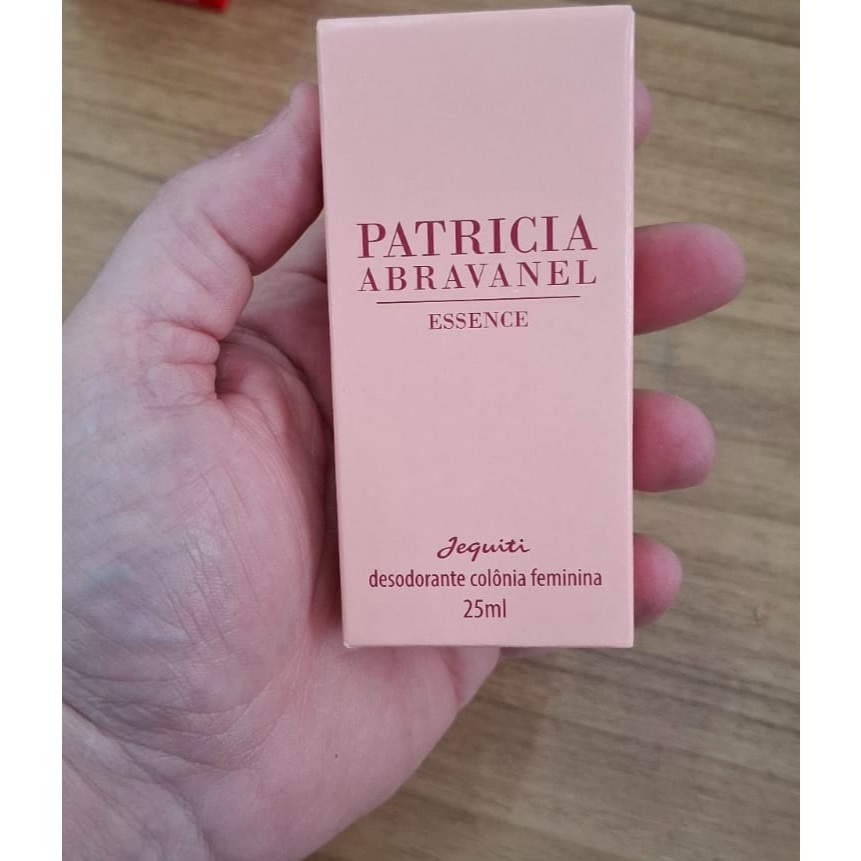 PATRICIA
ABRAVANEL
ESSENCE
Jequiti
desodorante colônia feminina
25ml